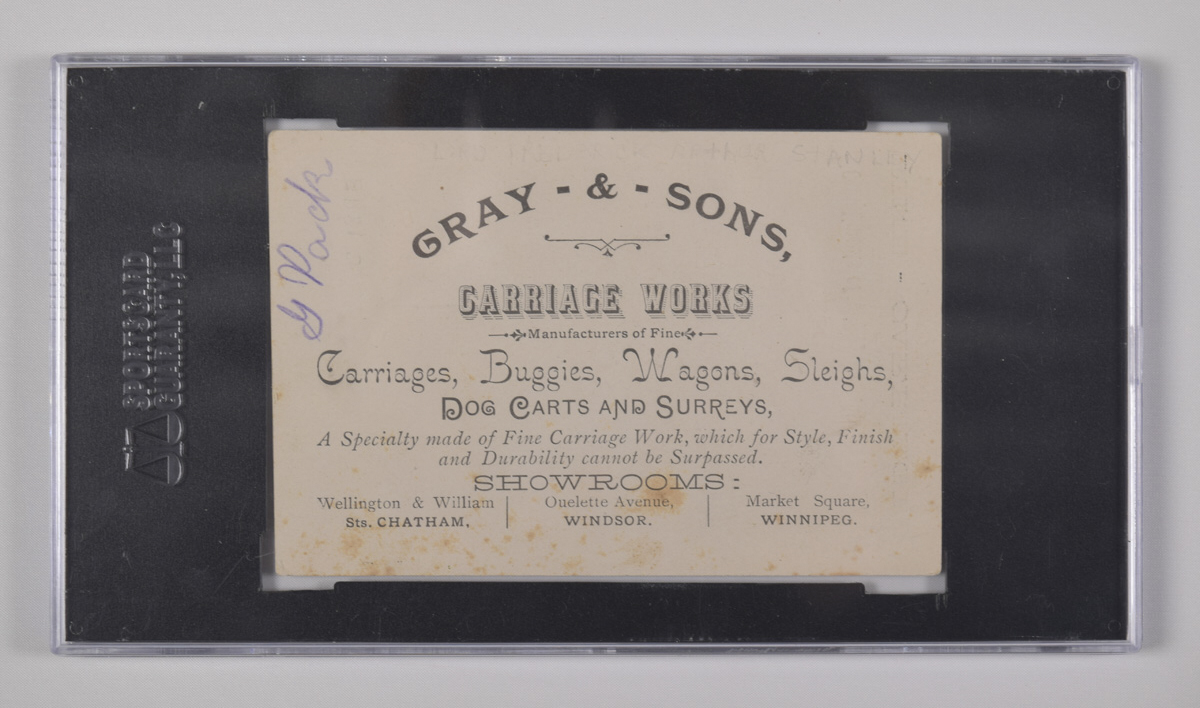 STANLEY
G Pack
GRAY - & - SONS,
CARRIAGE WORKS
Manufacturers of Fine
Carriages, Buggies, Wagons, Sleighs,
DOG CARTS AND SURREYS,
A Specialty made of Fine Carriage Work, which for Style, Finish
and Durability cannot be Surpassed.
SHOWROOMS:
Wellington & William
Sts. CHATHAM.
Ouelette Avenue,
WINDSOR.
Market Square,
WINNIPEG.
SPORTSCARD
GUARANTY, LLC